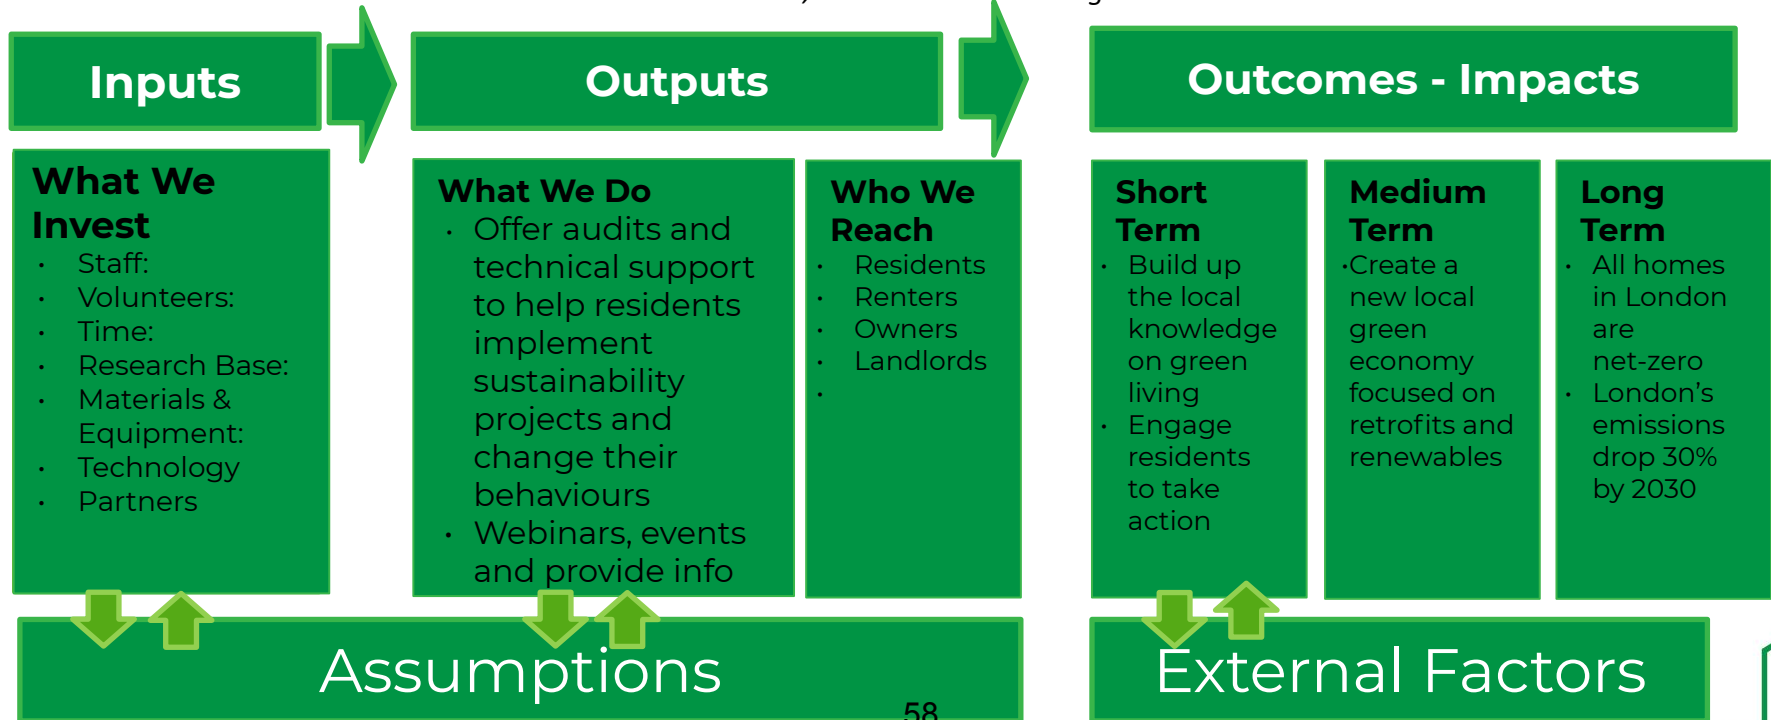 Inputs
Outputs
Outcomes - Impacts
What We
Invest
· Staff:
· Volunteers:
· Time:
· Research Base:
· Materials &
Equipment:
· Technology
· Partners
What We Do
· Offer audits and
technical support
to help residents
implement
sustainability
projects and
change their
behaviours
· Webinars, events
and provide info
Who We
Reach
· Residents
· Renters
· Owners
· Landlords
·
Short
Term
· Build up
the local
knowledge
on green
living
· Engage
residents
to take
action
Medium
Term
·Create a
new local
green
economy
focused on
retrofits and
renewables
Long
Term
· All homes
in London
are
net-zero
· London’s
emissions
drop 30%
by 2030
Assumptions
External Factors
58